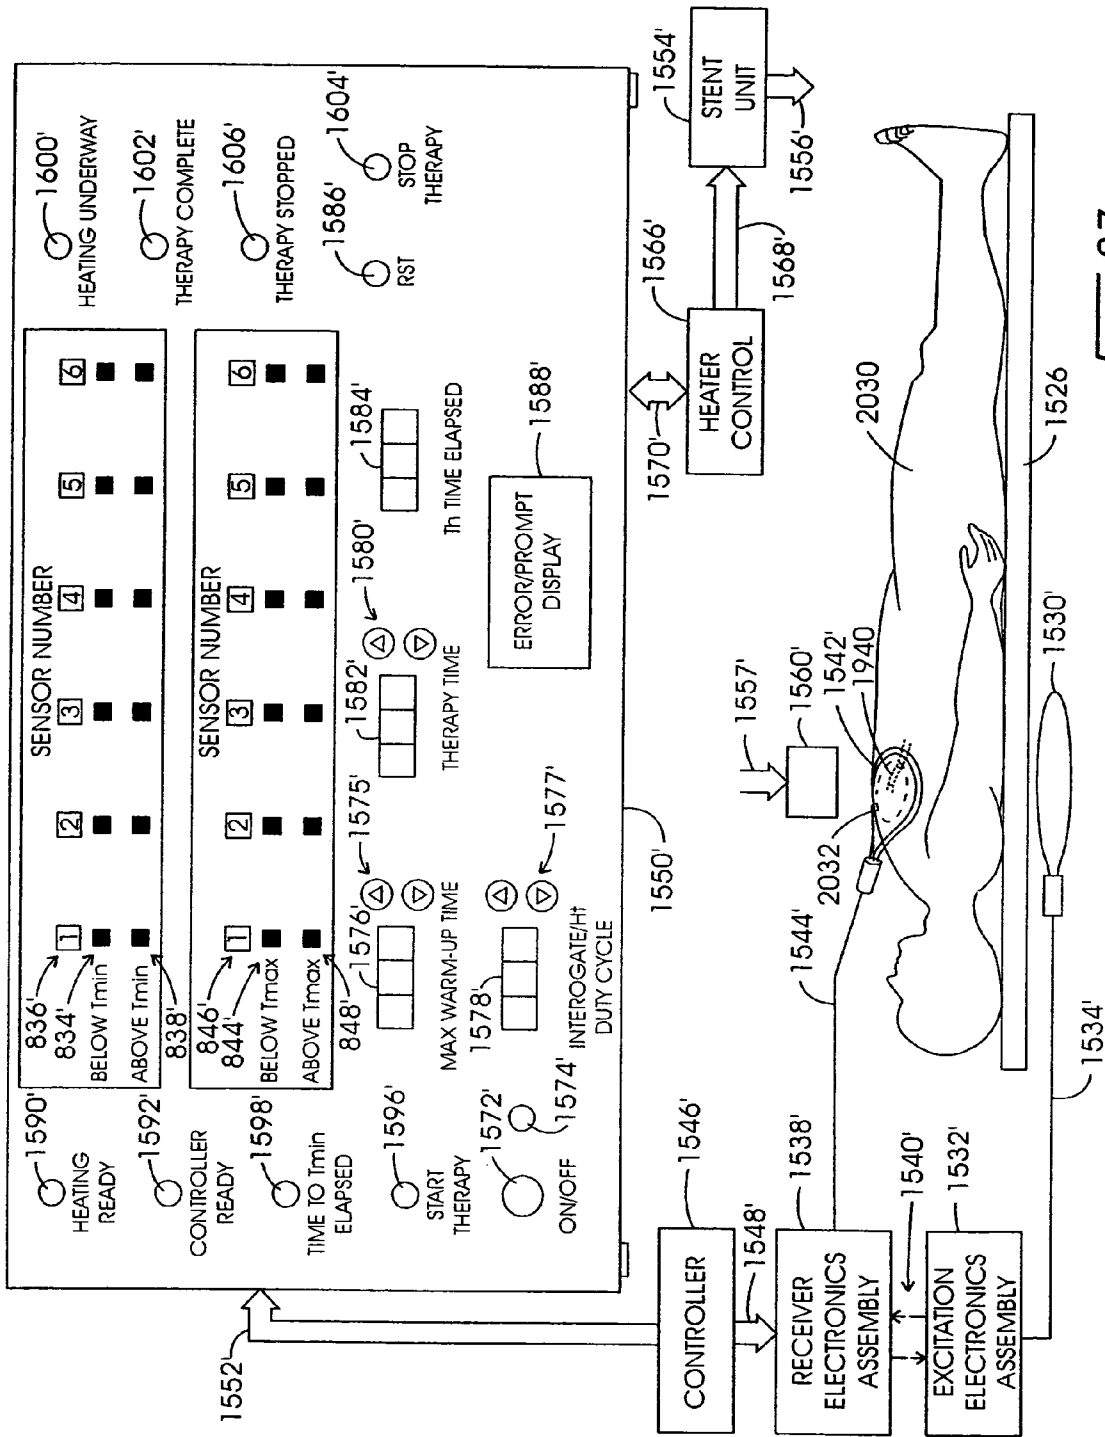 1590'
HEATING
READY
1592'
CONTROLLER
READY
1598'
TIME TO Tmin
ELAPSED
1596'
START
THERAPY
1572'
ON/OFF
1574'
SENSOR NUMBER
836'
1 2 3 4 5 6
834'
BELOW Tmin
ABOVE Tmin
838'
SENSOR NUMBER
846'
1 2 3 4 5 6
844'
BELOW Tmax
ABOVE Tmax
848'
1600'
HEATING UNDERWAY
1602'
THERAPY COMPLETE
1606'
THERAPY STOPPED
1586'
RST
1604'
STOP
THERAPY
1576'
1575'
MAX WARM-UP TIME
1578'
1577'
INTEROGATE/Ht
DUTY CYCLE
1582'
1580'
THERAPY TIME
1584'
Th TIME ELAPSED
ERROR/PROMPT
DISPLAY
1588'
1550'
1552'
CONTROLLER
1546'
1548'
RECEIVER
ELECTRONICS
ASSEMBLY
1538'
1540'
EXCITATION
ELECTRONICS
ASSEMBLY
1532'
1534'
1544'
2032
1557'
1560'
1542'
1940
1530'
2030
1526
1570'
HEATER
CONTROL
1566'
1568'
STENT
UNIT
1554'
1556'